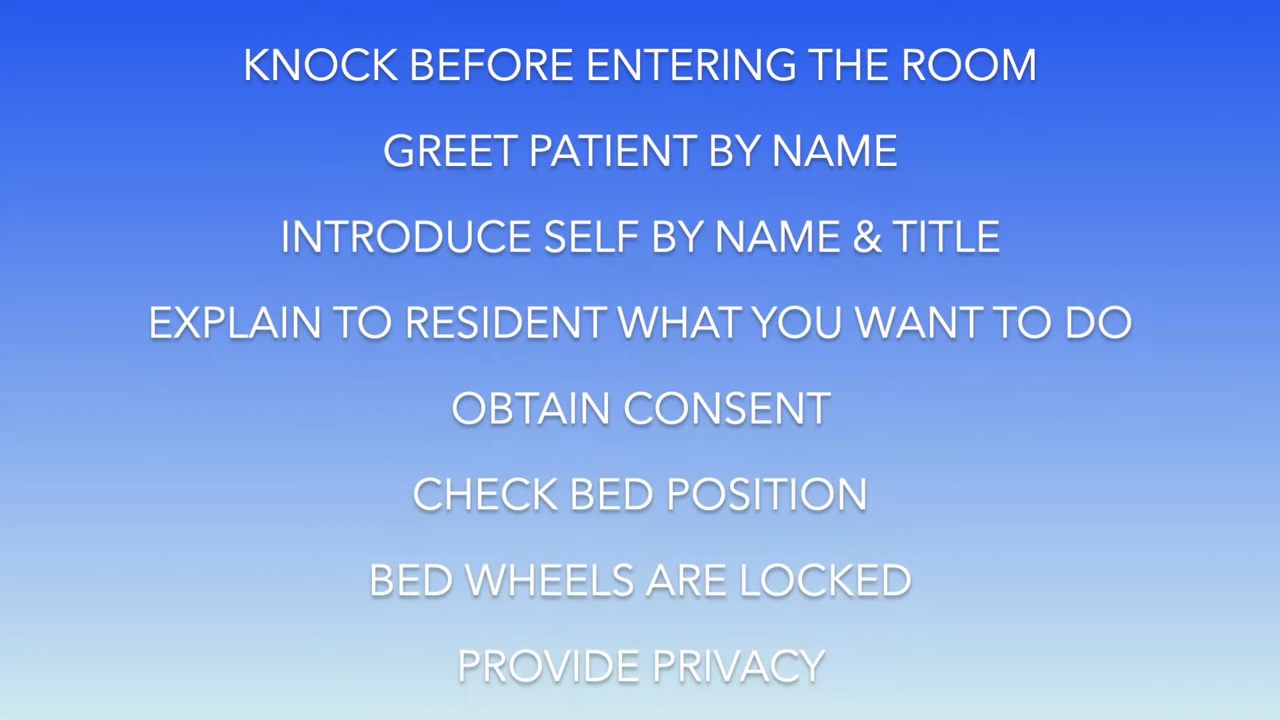 KNOCK BEFORE ENTERING THE ROOM
GREET PATIENT BY NAME
INTRODUCE SELF BY NAME & TITLE
EXPLAIN TO RESIDENT WHAT YOU WANT TO DO
OBTAIN CONSENT
CHECK BED POSITION
BED WHEELS ARE LOCKED
PROVIDE PRIVACY